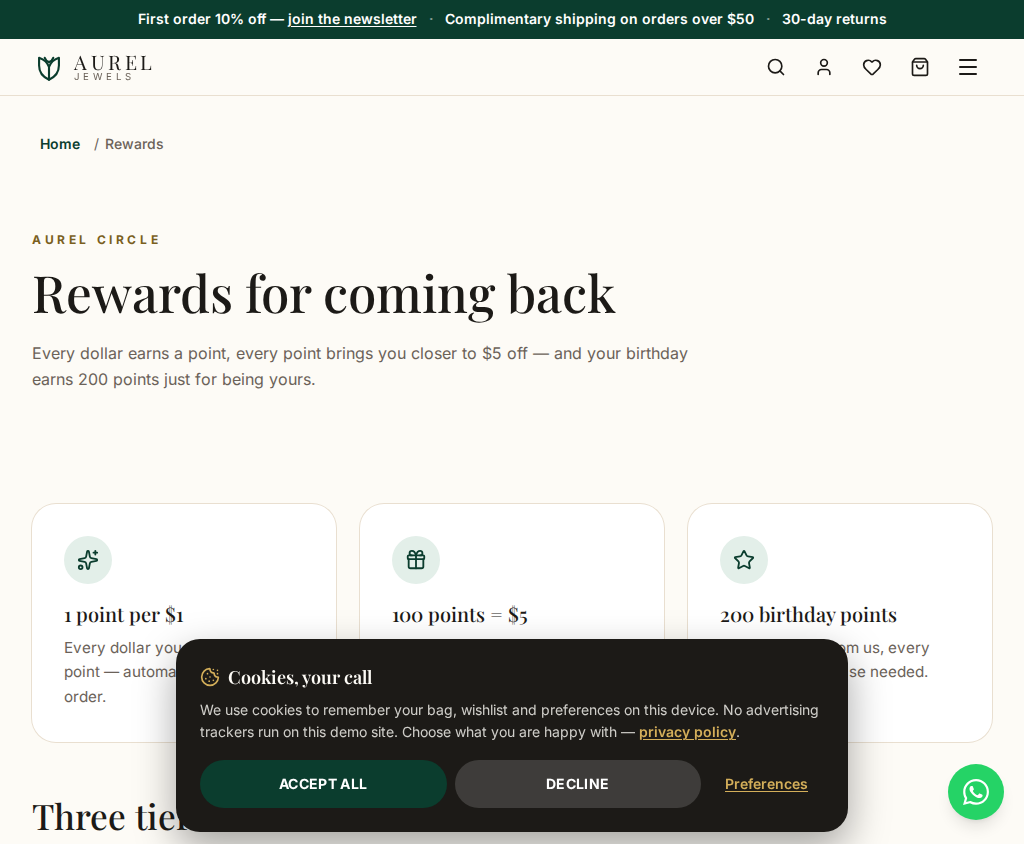 First order 10% off — join the newsletter · Complimentary shipping on orders over $50 · 30-day returns
AUREL
JEWELS
Home / Rewards
AUREL CIRCLE
Rewards for coming back
Every dollar earns a point, every point brings you closer to $5 off — and your birthday
earns 200 points just for being yours.
1 point per $1
Every dollar you
point — automa
order.
100 points = $5
200 birthday points
om us, every
se needed.
Three tier
Cookies, your call
We use cookies to remember your bag, wishlist and preferences on this device. No advertising
trackers run on this demo site. Choose what you are happy with — privacy policy.
ACCEPT ALL
DECLINE
Preferences